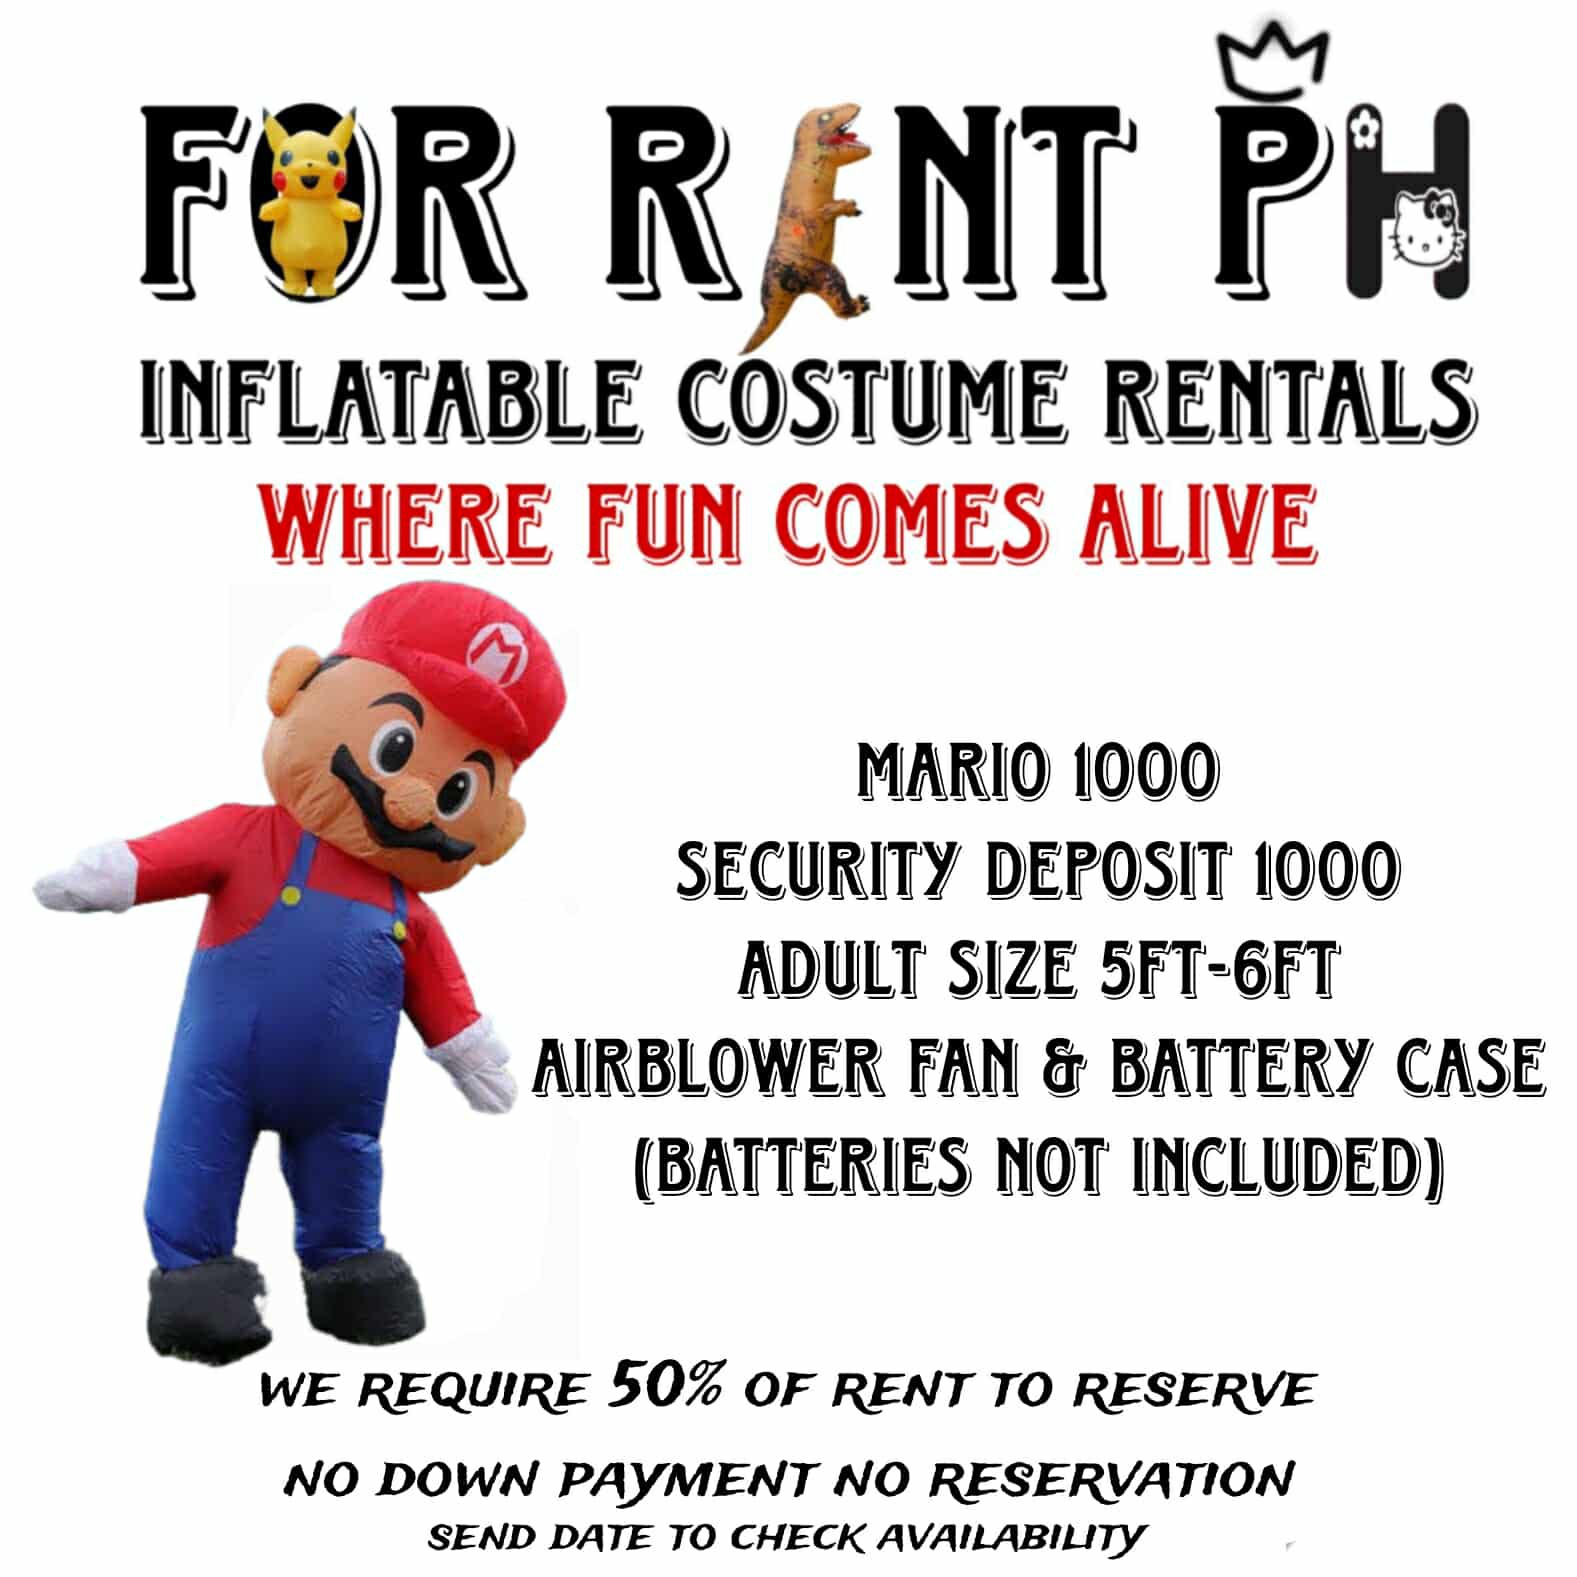 FOR RENT PH
INFLATABLE COSTUME RENTALS
WHERE FUN COMES ALIVE
M
MARIO 1000
SECURITY DEPOSIT 1000
ADULT SIZE 5FT-6FT
AIRBLOWER FAN & BATTERY CASE
(BATTERIES NOT INCLUDED)
WE REQUIRE 50% OF RENT TO RESERVE
NO DOWN PAYMENT NO RESERVATION
SEND DATE TO CHECK AVAILABILITY